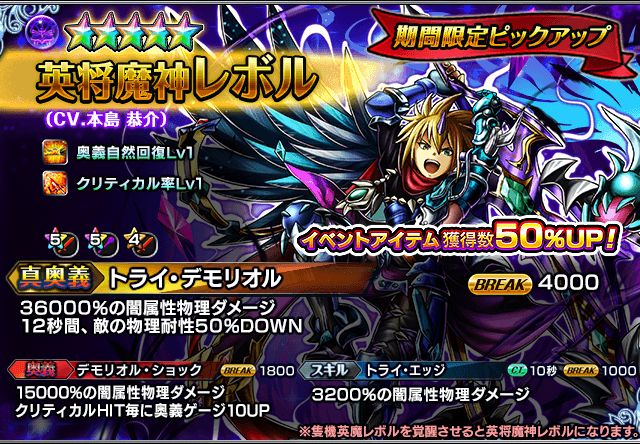 期間限定ピックアップ
英将魔神レボル
(CV.本島 恭介)
奥義自然回復Lv1
クリティカル率Lv1
5 5 4
イベントアイテム獲得数50%UP!
真奥義 トライ・デモリオル BREAK 4000
36000%の闇属性物理ダメージ
12秒間、敵の物理耐性50%DOWN
奥義 デモリオル・ショック BREAK 1800
15000%の闇属性物理ダメージ
クリティカルHIT毎に奥義ゲージ10UP
スキル トライ・エッジ CT 10秒 BREAK 1000
3200%の闇属性物理ダメージ
※隻機英魔レボルを覚醒させると英将魔神レボルになります。